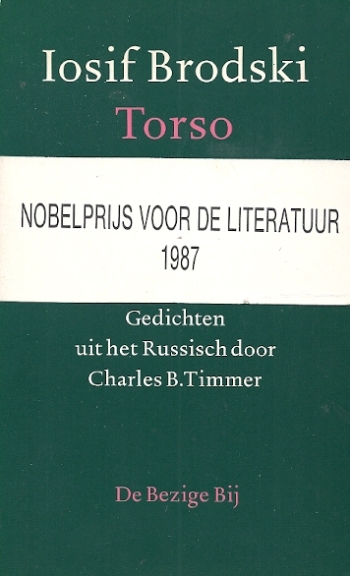 Iosif Brodski
Torso
NOBELPRIJS VOOR DE LITERATUUR
1987
Gedichten
uit het Russisch door
Charles B.Timmer
De Bezige Bij